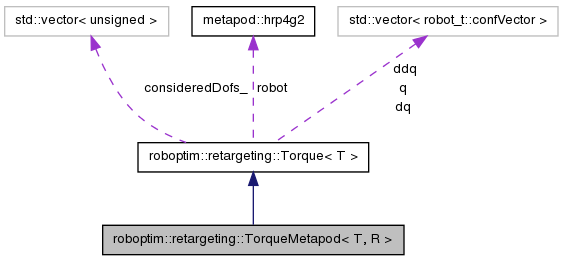 std::vector< unsigned >
metapod::hrp4g2
std::vector< robot_t::confVector >
consideredDofs_
robot
ddq
q
dq
roboptim::retargeting::Torque< T >
roboptim::retargeting::TorqueMetapod< T, R >